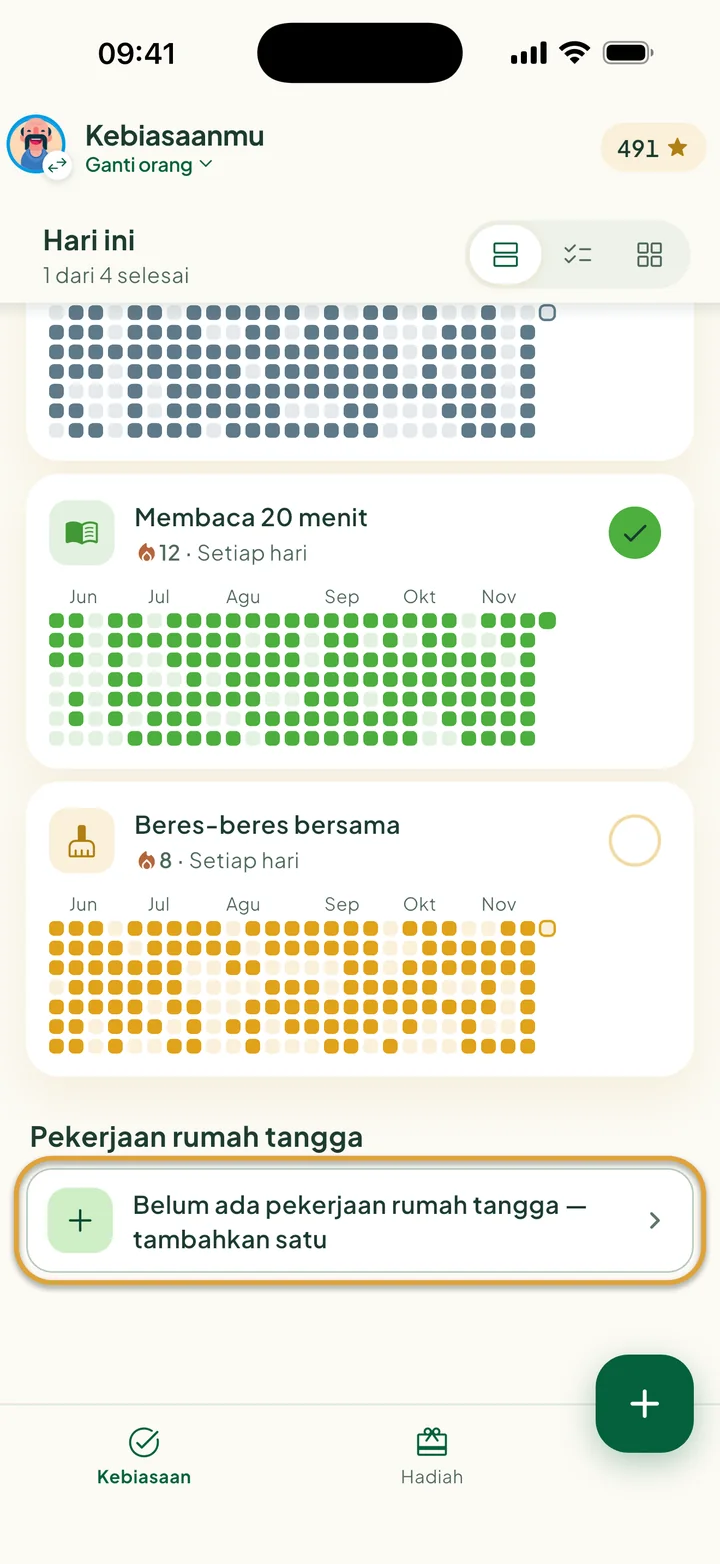 09:41
Kebiasaanmu
Ganti orang
491
Hari ini
1 dari 4 selesai
Membaca 20 menit
12 · Setiap hari
Jun Jul Agu Sep Okt Nov
Beres-beres bersama
8 · Setiap hari
Jun Jul Agu Sep Okt Nov
Pekerjaan rumah tangga
Belum ada pekerjaan rumah tangga —
tambahkan satu
Kebiasaan
Hadiah